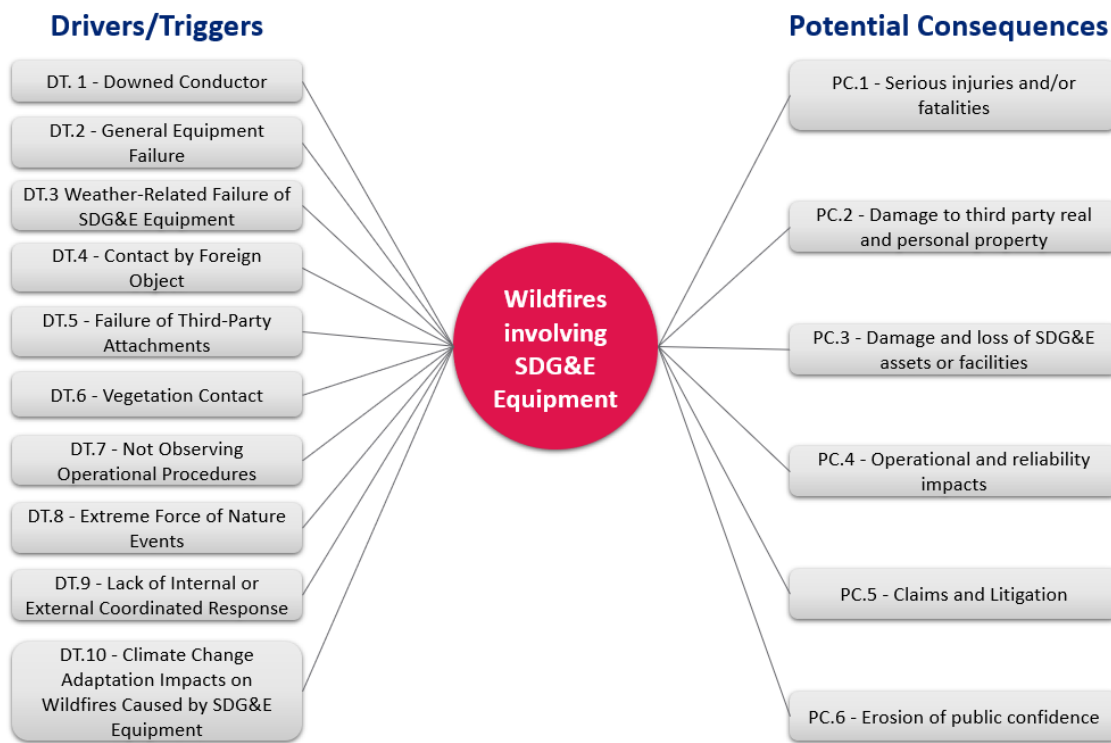 Drivers/Triggers
DT. 1 - Downed Conductor
DT.2 - General Equipment
Failure
DT.3 Weather-Related Failure of
SDG&E Equipment
DT.4 - Contact by Foreign
Object
DT.5 - Failure of Third-Party
Attachments
DT.6 - Vegetation Contact
DT.7 - Not Observing
Operational Procedures
DT.8 - Extreme Force of Nature
Events
DT.9 - Lack of Internal or
External Coordinated Response
DT.10 - Climate Change
Adaptation Impacts on
Wildfires Caused by SDG&E
Equipment
Wildfires
involving
SDG&E
Equipment
Potential Consequences
PC.1 - Serious injuries and/or
fatalities
PC.2 - Damage to third party real
and personal property
PC.3 - Damage and loss of SDG&E
assets or facilities
PC.4 - Operational and reliability
impacts
PC.5 - Claims and Litigation
PC.6 - Erosion of public confidence